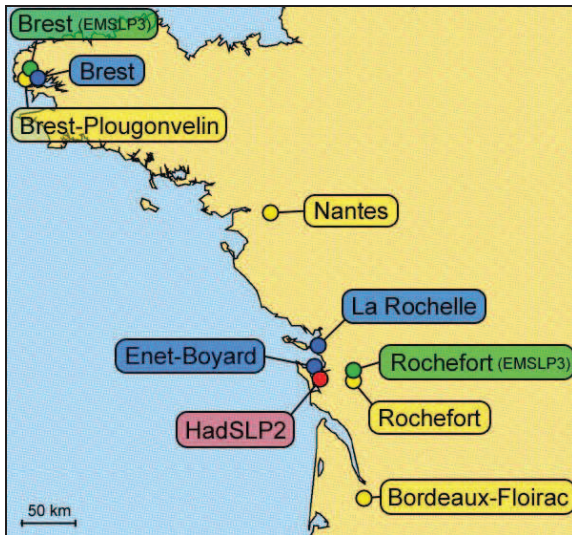 Brest (EMSLP3)
Brest
Brest-Plougonvelin
Nantes
La Rochelle
Enet-Boyard
Rochefort (EMSLP3)
HadSLP2
Rochefort
Bordeaux-Floirac
50 km